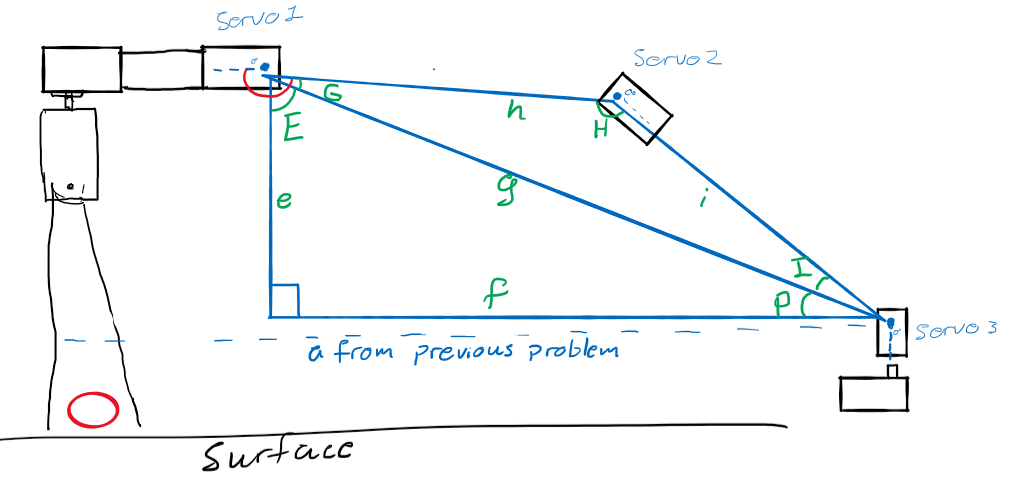 Servo 1
Servo 2
G
h
H
E
e
g
i
I
f
P
Servo 3
a from previous problem
Surface